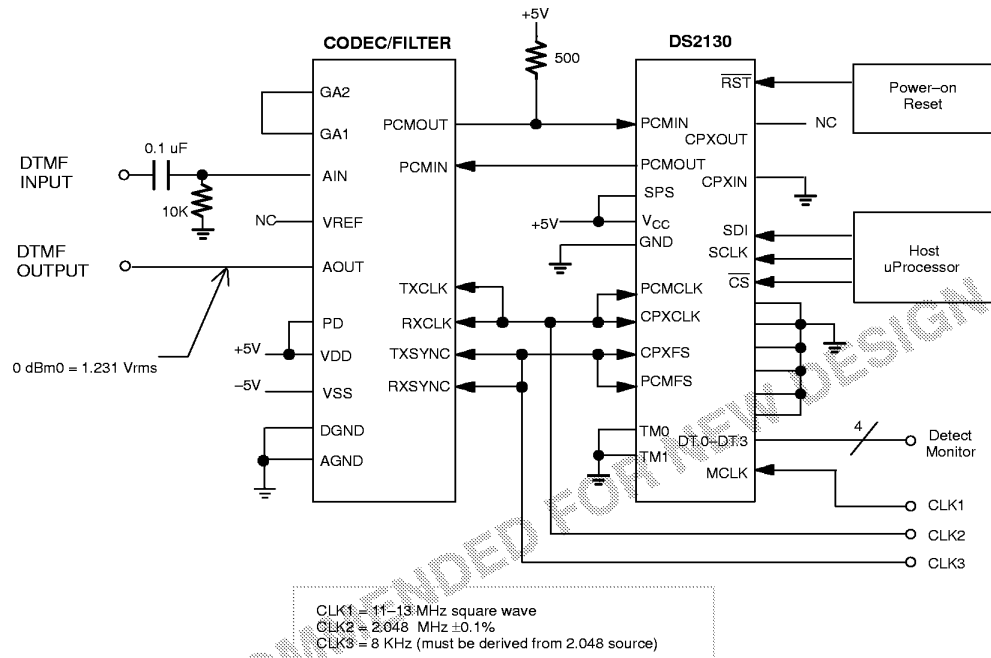 +5V
CODEC/FILTER
DS2130
500
GA2
GA1
PCMOUT
PCMIN
RST
Power–on
Reset
PCMIN
CPXOUT
NC
PCMOUT
CPXIN
SPS
0.1 uF
DTMF
INPUT
AIN
10K
NC
VREF
+5V
VCC
GND
SDI
SCLK
CS
Host
uProcessor
DTMF
OUTPUT
AOUT
TXCLK
RXCLK
PCMCLK
CPXCLK
PD
+5V
VDD
TXSYNC
CPXFS
0 dBm0 = 1.231 Vrms
–5V
VSS
RXSYNC
PCMFS
DGND
AGND
TM0
TM1
DT.0–DT.3
4
Detect
Monitor
MCLK
CLK1
CLK2
CLK3
CLK1 = 11–13 MHz square wave
CLK2 = 2.048 MHz ±0.1%
CLK3 = 8 KHz (must be derived from 2.048 source)
OMMENDED FOR NEW DESIGN